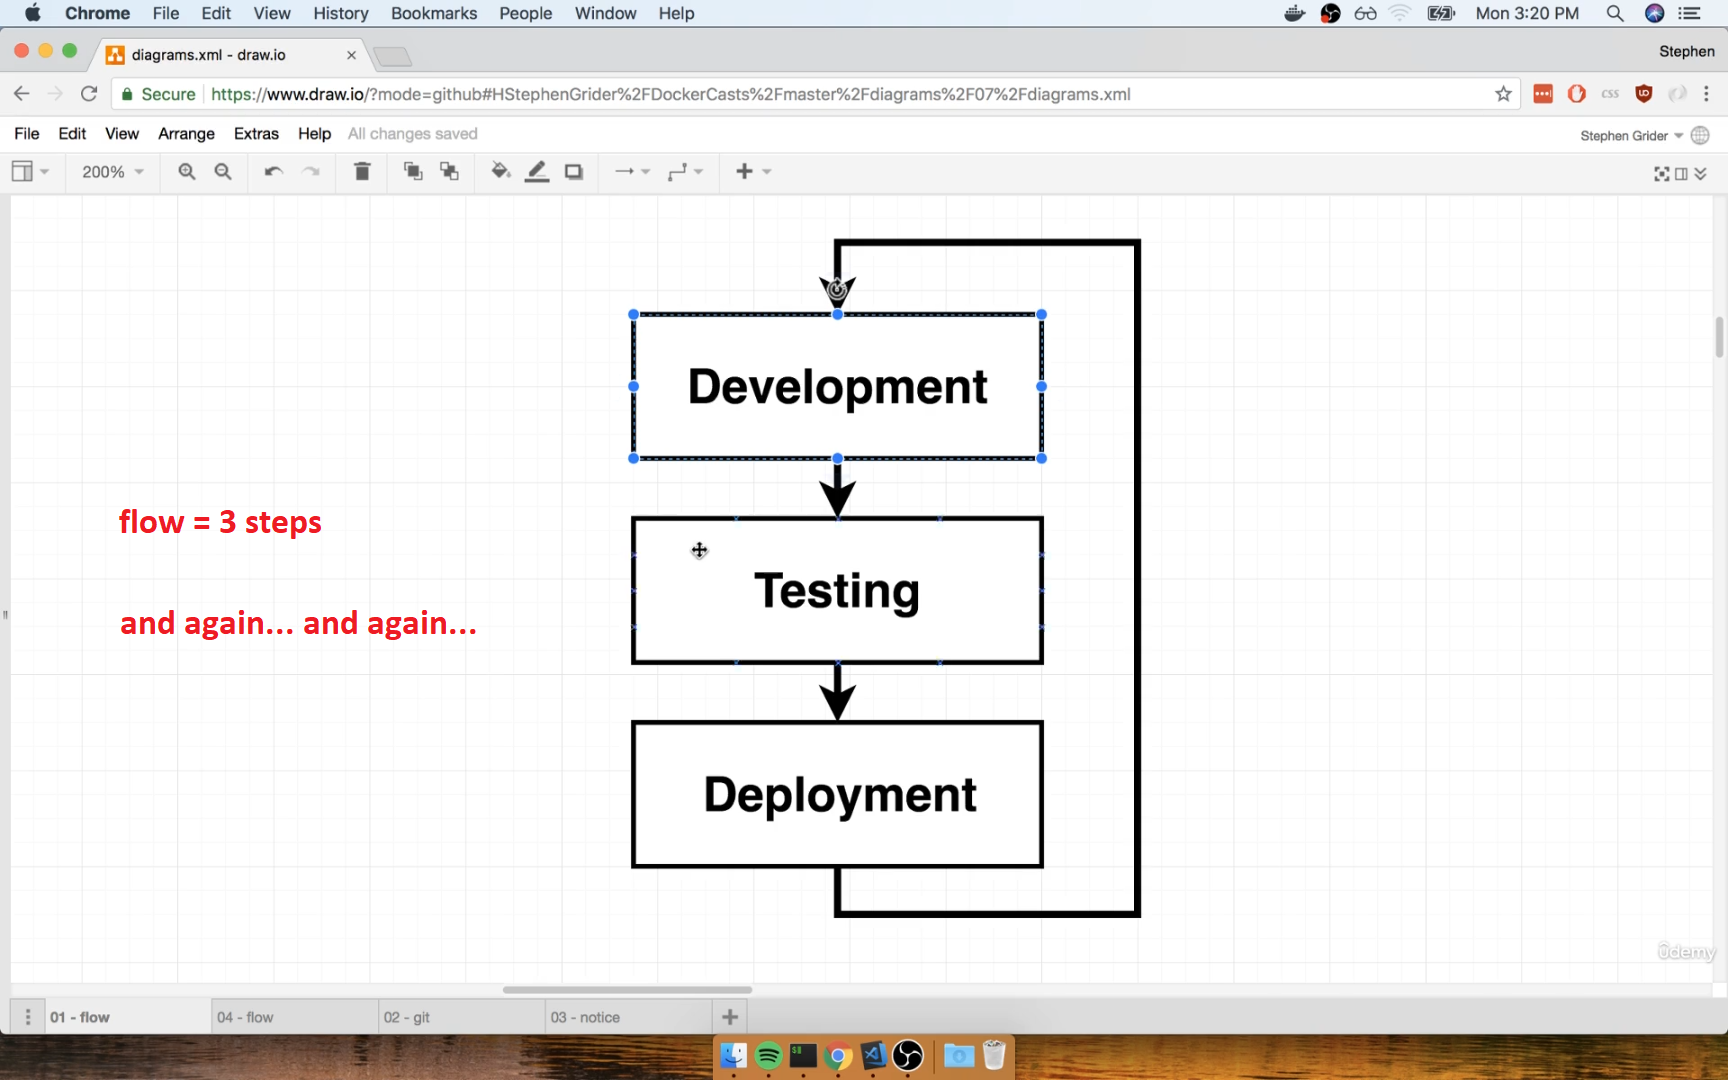 Chrome File Edit View History Bookmarks People Window Help Mon 3:20 PM
diagrams.xml - draw.io Stephen
Secure https://www.draw.io/?mode=github#HStephenGrider%2FDockerCasts%2Fmaster%2Fdiagrams%2F07%2Fdiagrams.xml CSS
File Edit View Arrange Extras Help All changes saved Stephen Grider
200%
Development
flow = 3 steps
Testing
and again... and again...
Deployment
ûdemy
01 - flow 04 - flow 02 - git 03 - notice